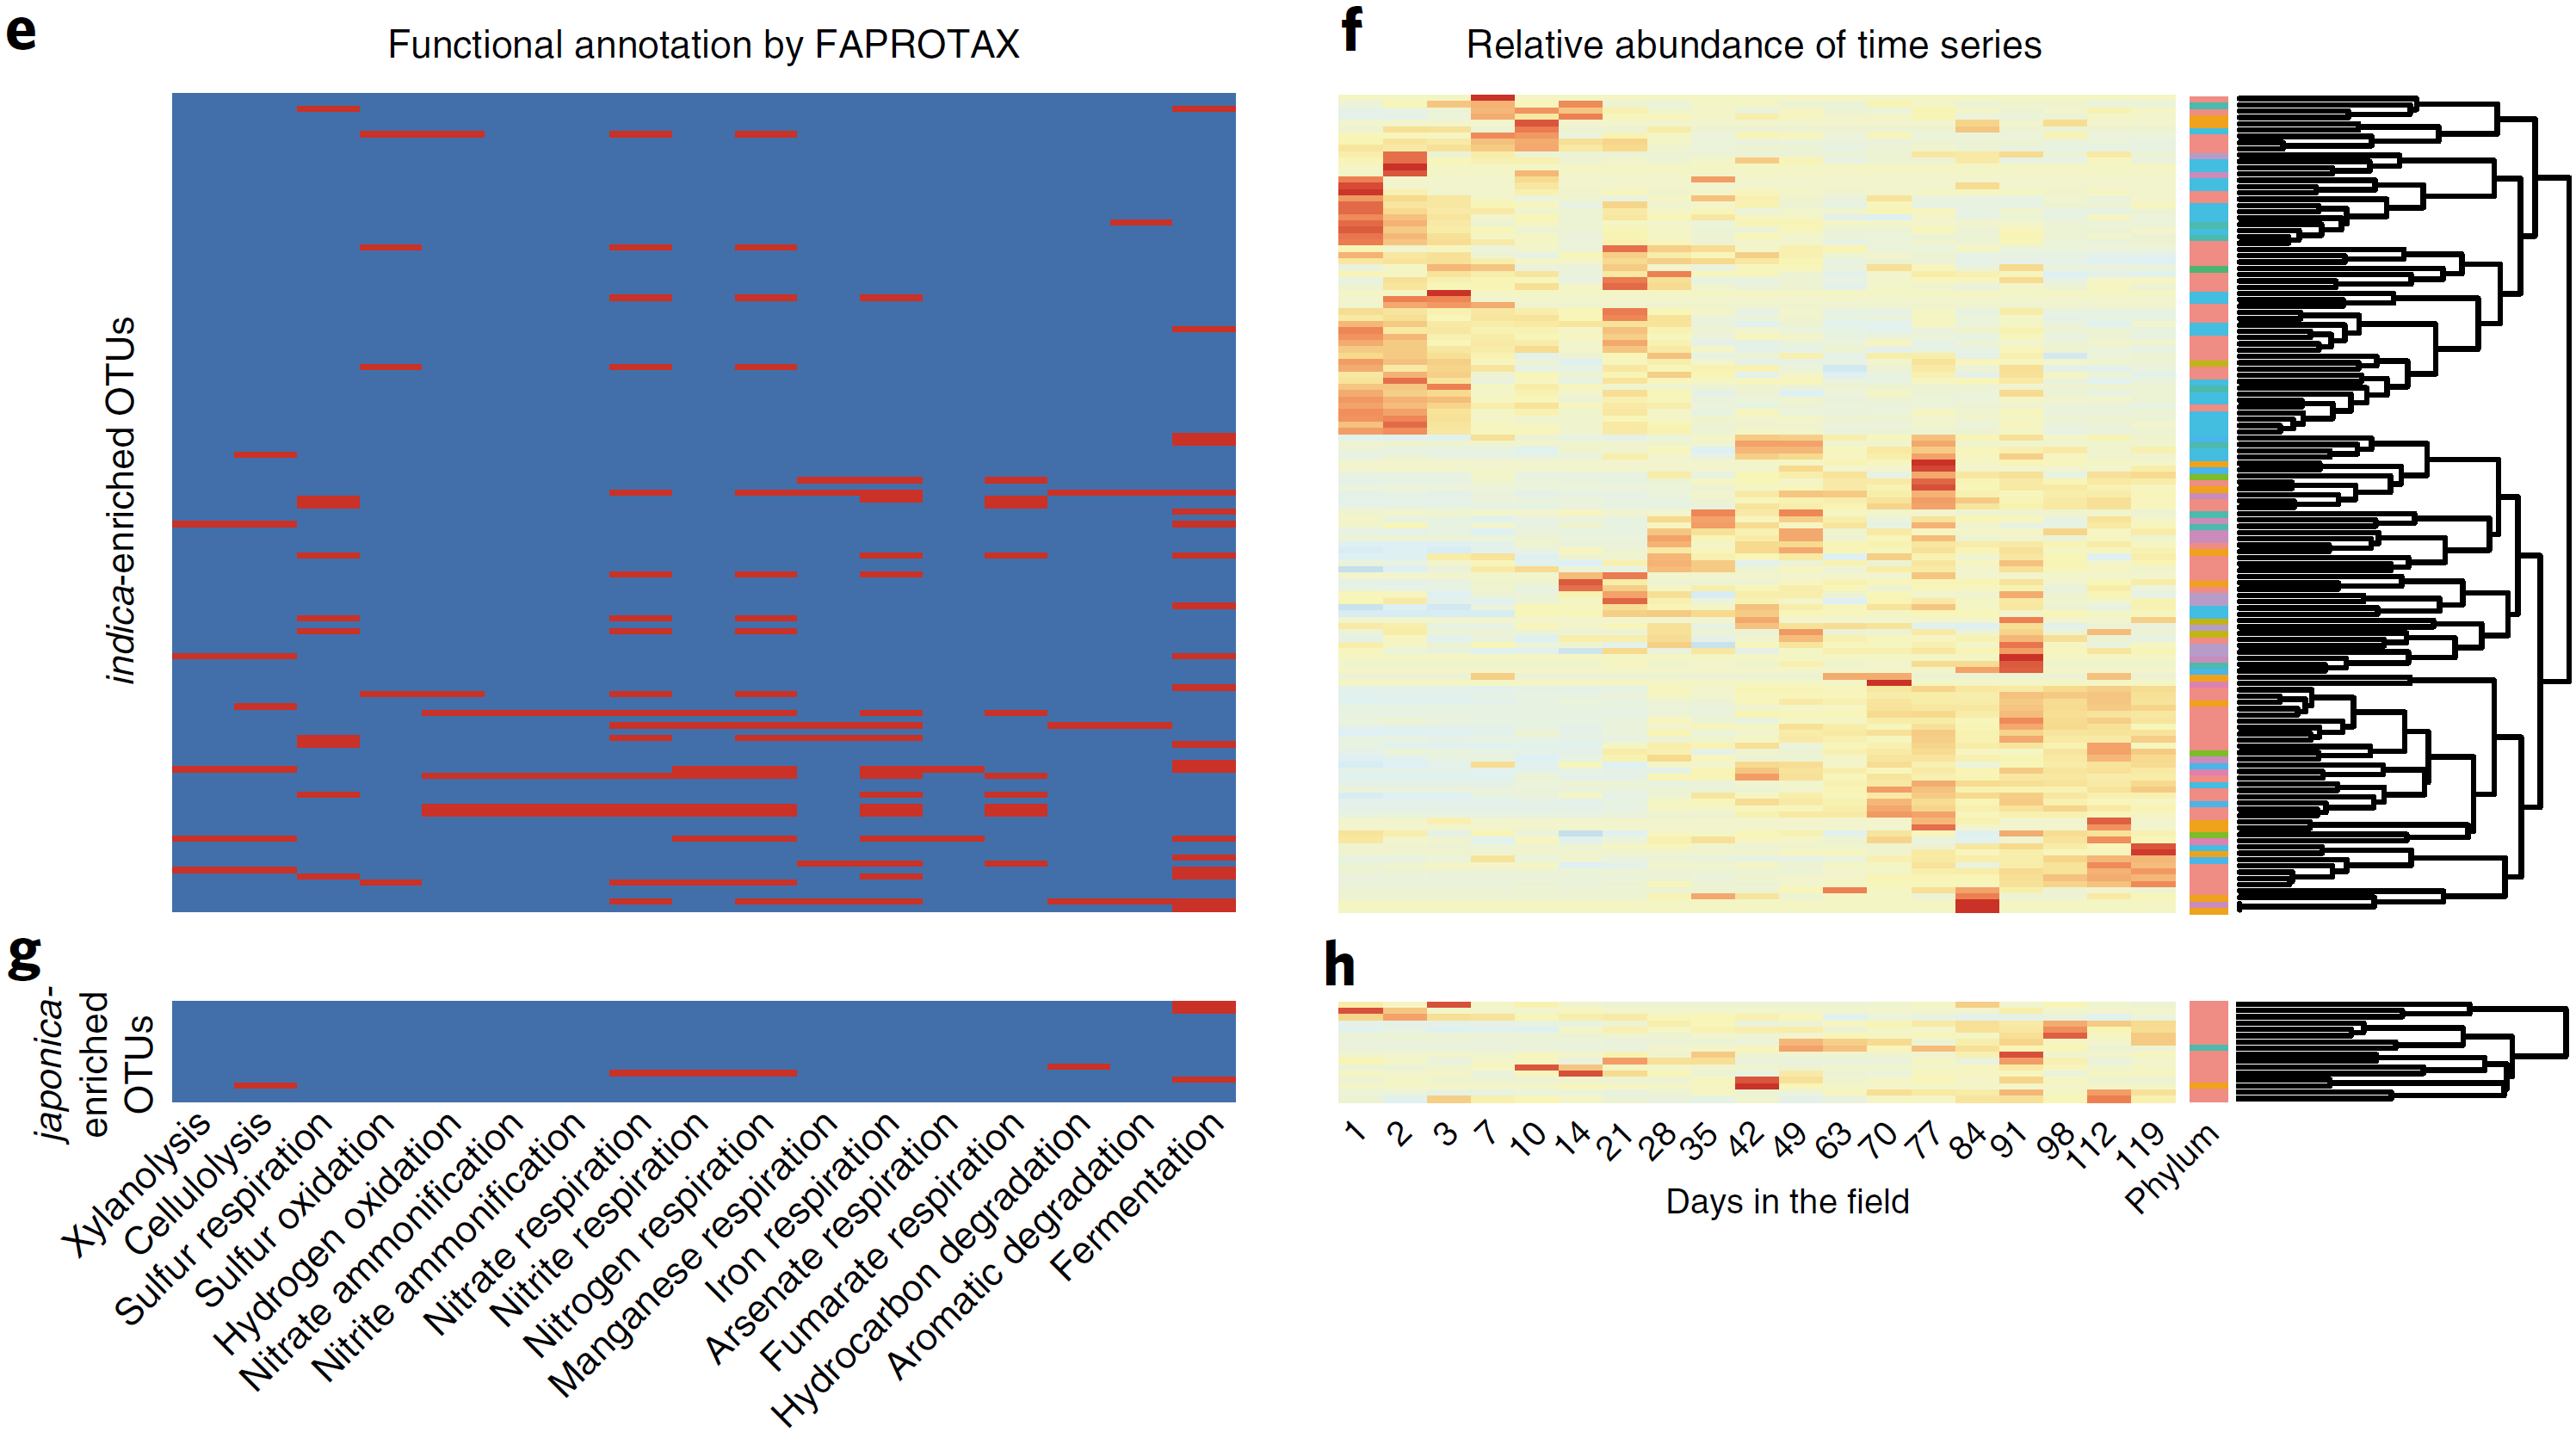 e
Functional annotation by FAPROTAX
indica-enriched OTUs
f
Relative abundance of time series
g
japonica-
enriched
OTUs
Xylanolysis
Cellulolysis
Sulfur respiration
Sulfur oxidation
Hydrogen oxidation
Nitrate ammonification
Nitrite ammonification
Nitrate respiration
Nitrite respiration
Nitrogen respiration
Manganese respiration
Iron respiration
Arsenate respiration
Fumarate respiration
Hydrocarbon degradation
Aromatic degradation
Fermentation
h
1 2 3 7 10 14 21 28 35 42 49 63 70 77 84 91 98 112 119
Phylum
Days in the field